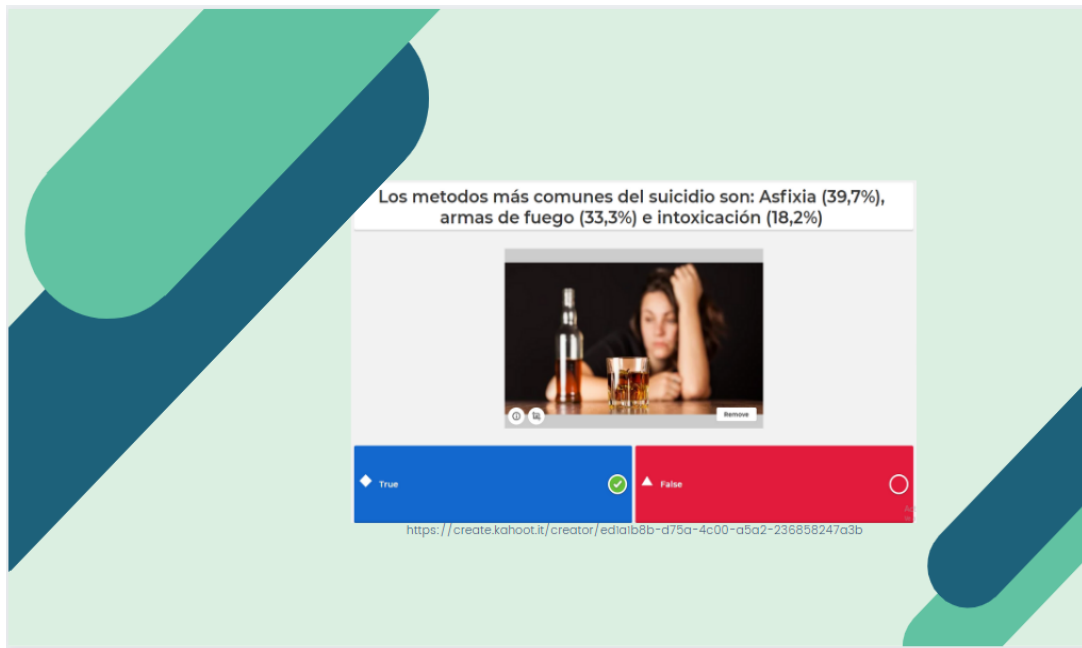 Los metodos más comunes del suicidio son: Asfixia (39,7%),
armas de fuego (33,3%) e intoxicación (18,2%)
Remove
True
False
https://create.kahoot.it/creator/ed1a1b8b-d75a-4c00-a5a2-236858247a3b